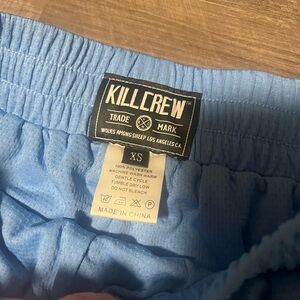 KILLCREW™
TRADE MARK
WOLVES AMONG SHEEP LOS ANGELES CA.
XS
100% POLYESTER
MACHINE WASH WARM
GENTLE CYCLE
TUMBLE DRY LOW
DO NOT BLEACH
MADE IN CHINA